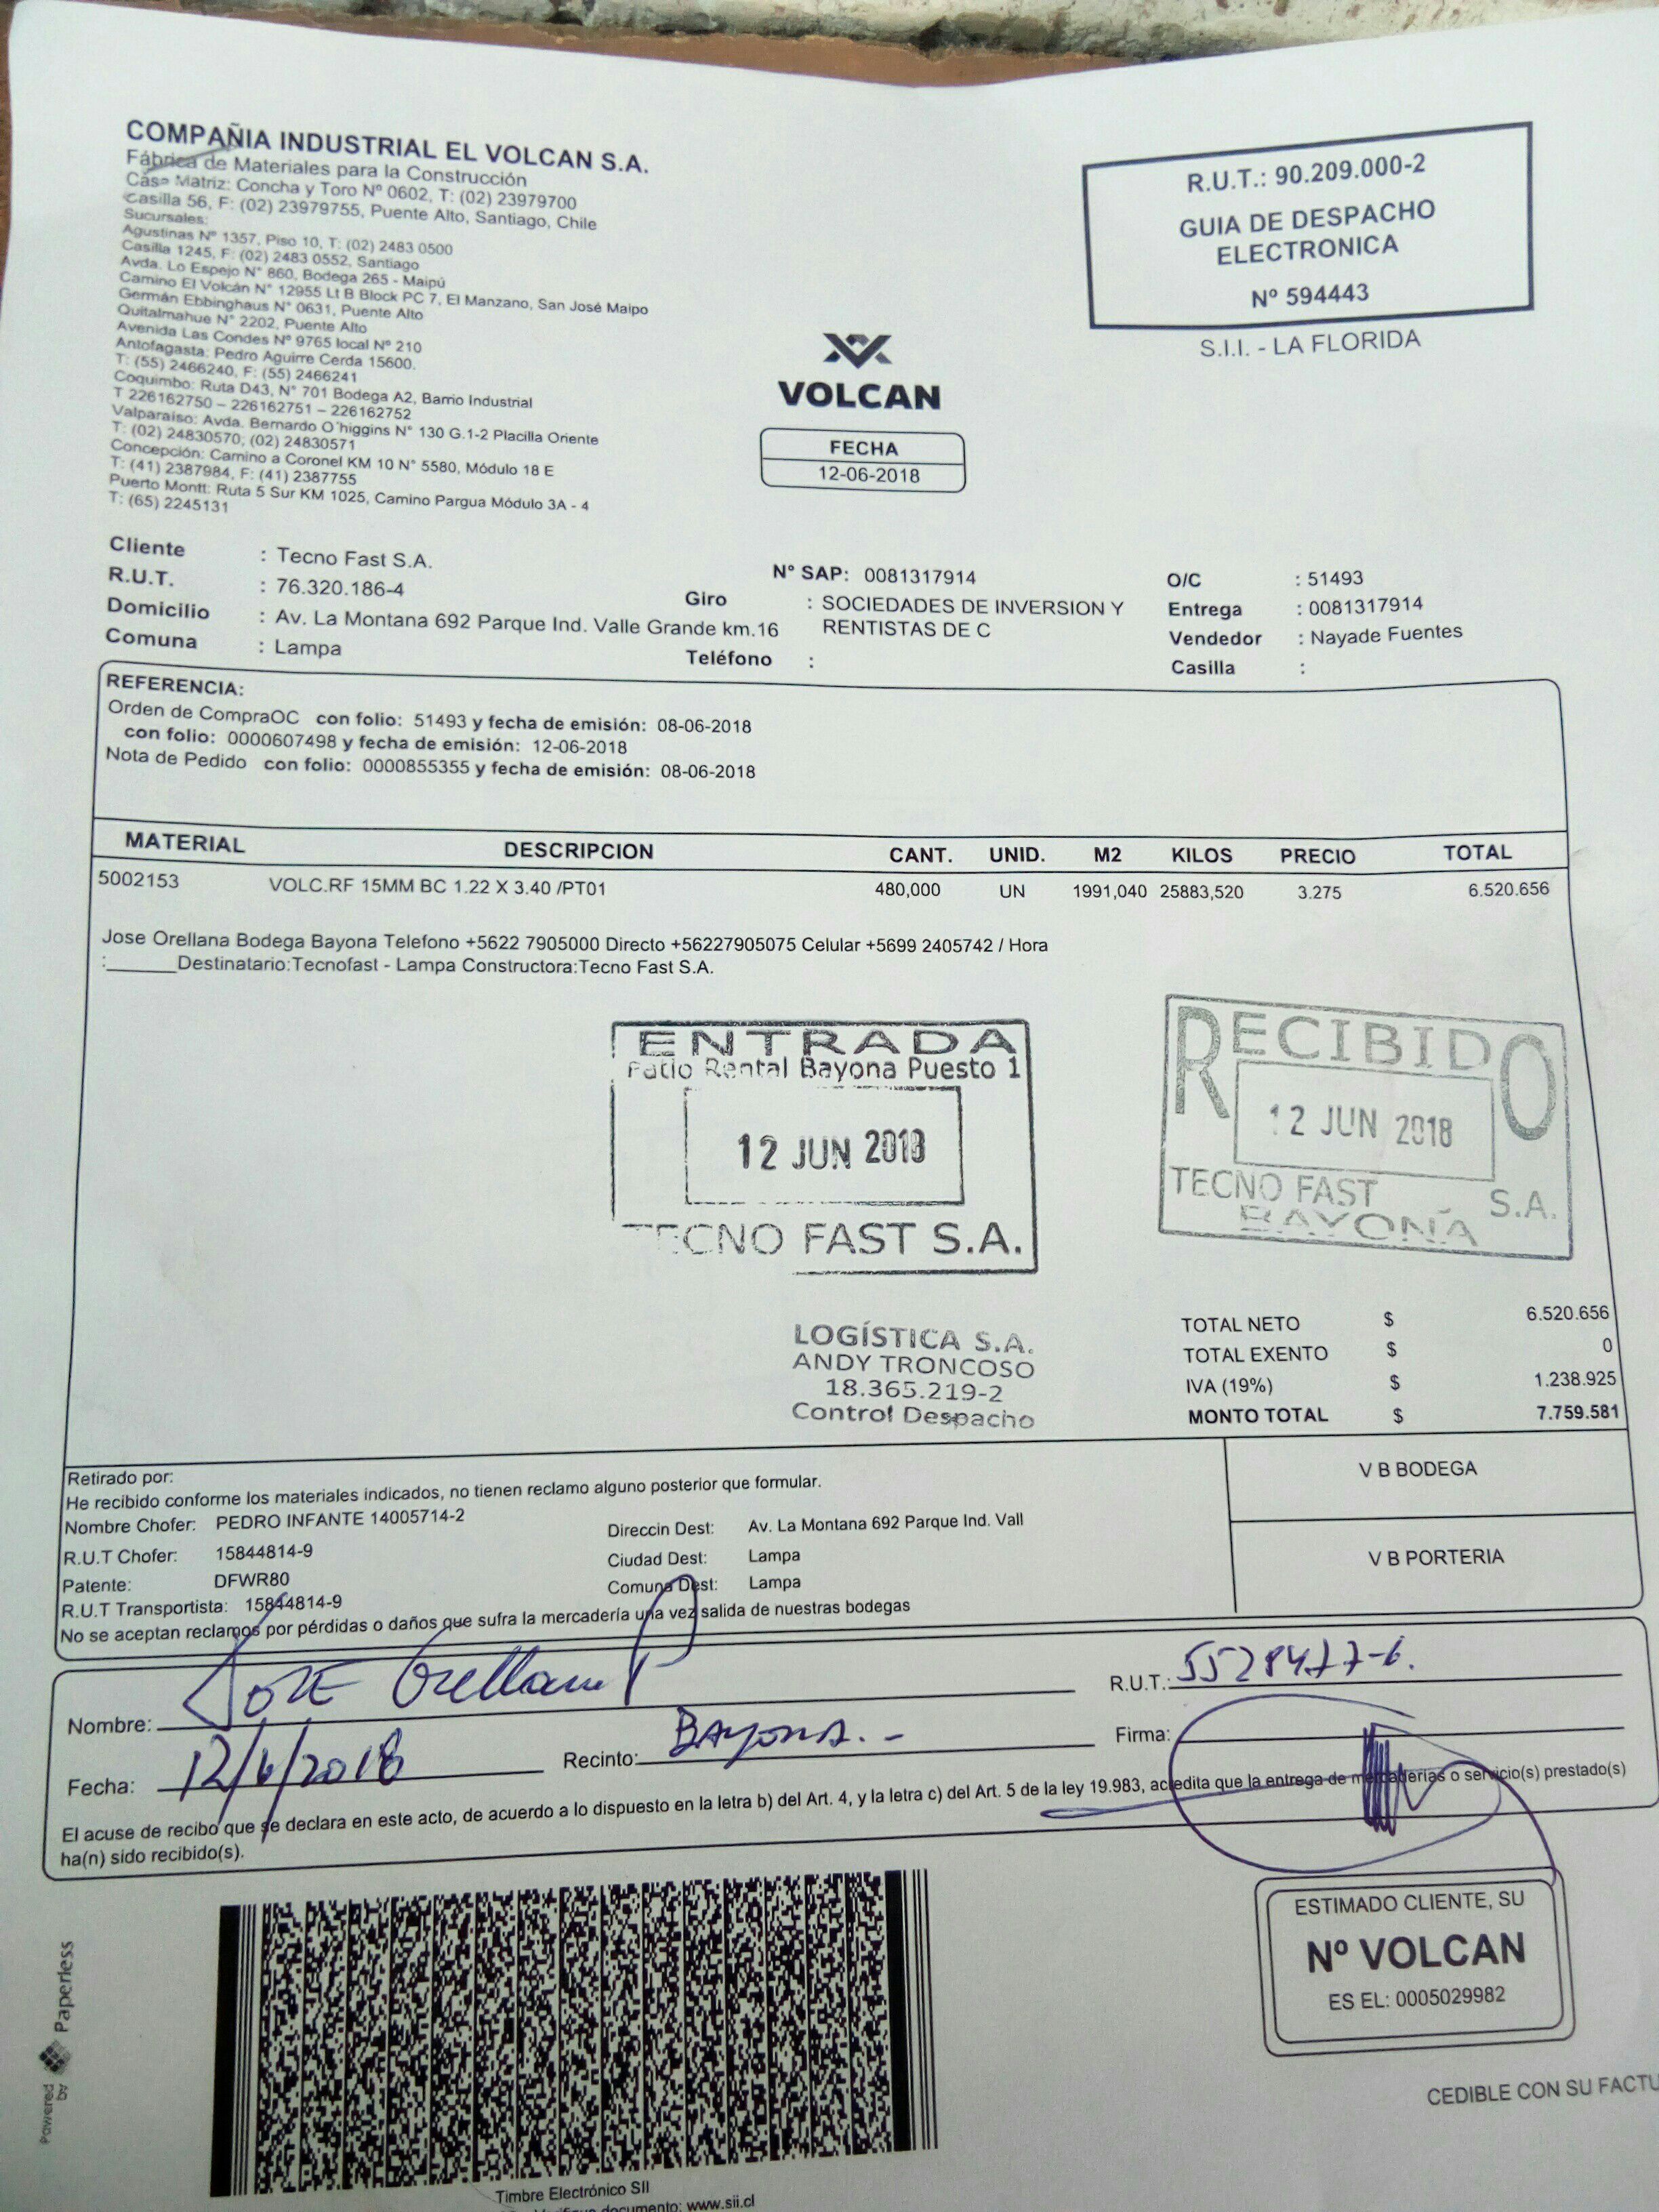 COMPAÑIA INDUSTRIAL EL VOLCAN S.A.
Fábrica de Materiales para la Construcción
Casa Matriz: Concha y Toro Nº 0602, T: (02) 23979700
Casilla 56, F: (02) 23979755, Puente Alto, Santiago, Chile
Sucursales:
Agustinas Nº 1357, Piso 10, T: (02) 2483 0500
Casilla 1245, F: (02) 2483 0552, Santiago
Avda. Lo Espejo N° 860, Bodega 265 - Maipú
Camino El Volcán N° 12955 Lt B Block PC 7, El Manzano, San José Maipo
Germán Ebbinghaus N° 0631, Puente Alto
Quitalmahue N° 2202, Puente Alto
Avenida Las Condes Nº 9765 local Nº 210
Antofagasta: Pedro Aguirre Cerda 15600.
T: (55) 2466240, F: (55) 2466241
Coquimbo: Ruta D43, N° 701 Bodega A2, Barrio Industrial
T 226162750 – 226162751 – 226162752
Valparaíso: Avda. Bernardo O´higgins N° 130 G.1-2 Placilla Oriente
T: (02) 24830570, (02) 24830571
Concepción: Camino a Coronel KM 10 N° 5580, Módulo 18 E
T: (41) 2387984, F: (41) 2387755
Puerto Montt: Ruta 5 Sur KM 1025, Camino Pargua Módulo 3A - 4
T: (65) 2245131
VOLCAN
FECHA
12-06-2018
R.U.T.: 90.209.000-2
GUIA DE DESPACHO
ELECTRONICA
Nº 594443
S.I.I. - LA FLORIDA
Cliente : Tecno Fast S.A.
R.U.T. : 76.320.186-4
Domicilio : Av. La Montana 692 Parque Ind. Valle Grande km.16
Comuna : Lampa
N° SAP: 0081317914
Giro : SOCIEDADES DE INVERSION Y
RENTISTAS DE C
Teléfono :
O/C : 51493
Entrega : 0081317914
Vendedor : Nayade Fuentes
Casilla :
REFERENCIA:
Orden de CompraOC con folio: 51493 y fecha de emisión: 08-06-2018
con folio: 0000607498 y fecha de emisión: 12-06-2018
Nota de Pedido con folio: 0000855355 y fecha de emisión: 08-06-2018
MATERIAL DESCRIPCION CANT. UNID. M2 KILOS PRECIO TOTAL
5002153 VOLC.RF 15MM BC 1.22 X 3.40 /PT01 480,000 UN 1991,040 25883,520 3.275 6.520.656
Jose Orellana Bodega Bayona Telefono +5622 7905000 Directo +56227905075 Celular +5699 2405742 / Hora
:______Destinatario:Tecnofast - Lampa Constructora:Tecno Fast S.A.
ENTRADA
Patio Rental Bayona Puesto 1
12 JUN 2018
TECNO FAST S.A.
RECIBIDO
12 JUN 2018
TECNO FAST S.A.
BAYONA
LOGÍSTICA S.A.
ANDY TRONCOSO
18.365.219-2
Control Despacho
TOTAL NETO $ 6.520.656
TOTAL EXENTO $ 0
IVA (19%) $ 1.238.925
MONTO TOTAL $ 7.759.581
Retirado por:
He recibido conforme los materiales indicados, no tienen reclamo alguno posterior que formular.
Nombre Chofer: PEDRO INFANTE 14005714-2
R.U.T Chofer: 15844814-9
Patente: DFWR80
R.U.T Transportista: 15844814-9
Direccin Dest: Av. La Montana 692 Parque Ind. Vall
Ciudad Dest: Lampa
Comuna Dest: Lampa
No se aceptan reclamos por pérdidas o daños que sufra la mercadería una vez salida de nuestras bodegas
V B BODEGA
V B PORTERIA
Nombre: JOSE Orellana P
R.U.T.: 5528477-6.
Fecha: 12/6/2018
Recinto: BAYONA.-
Firma:
El acuse de recibo que se declara en este acto, de acuerdo a lo dispuesto en la letra b) del Art. 4, y la letra c) del Art. 5 de la ley 19.983, acredita que la entrega de mercaderías o servicio(s) prestado(s)
ha(n) sido recibido(s).
Powered by Paperless
ESTIMADO CLIENTE, SU
Nº VOLCAN
ES EL: 0005029982
CEDIBLE CON SU FACTU
Timbre Electrónico SII
documento: www.sii.cl